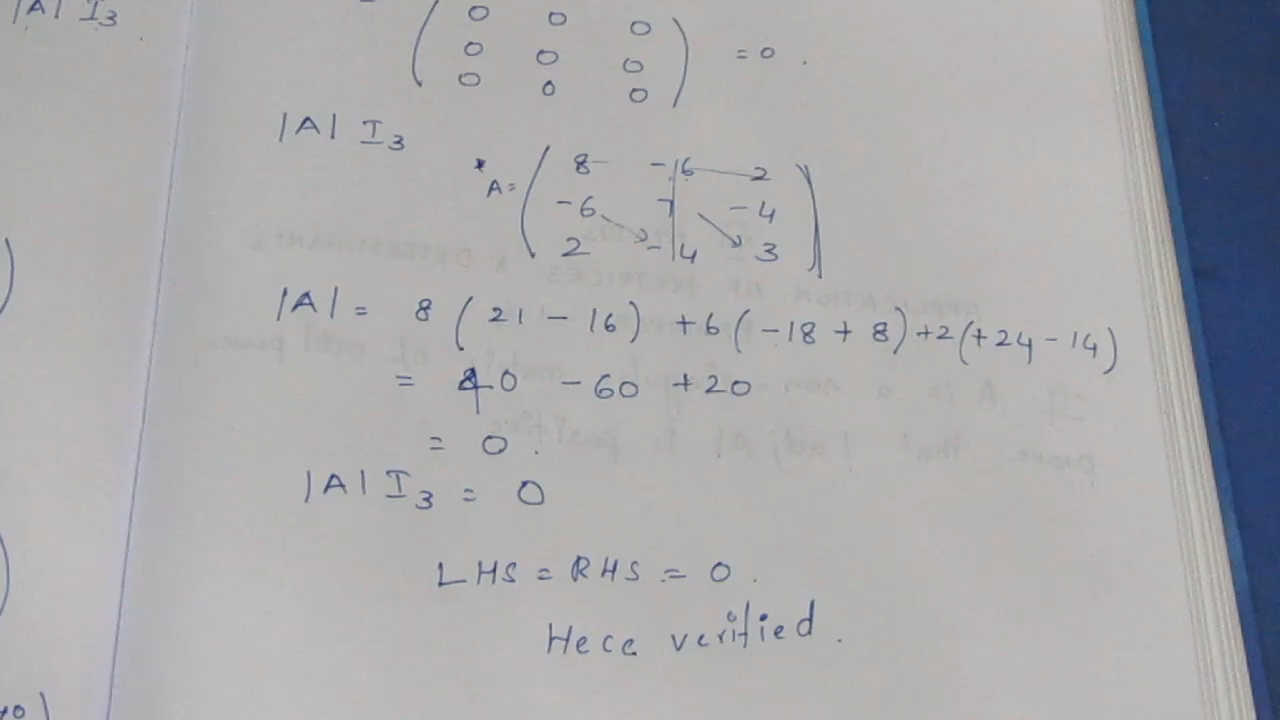 |A| I3
( 0 0 0
0 0 0
0 0 0 ) = 0 .
|A| I3
* A = ( 8 -6 2
-6 7 -4
2 -4 3 )
|A| = 8 ( 21 - 16) + 6 ( -18 + 8) + 2 (+24 - 14)
= 40 - 60 + 20
= 0 .
|A| I3 = 0
LHS = RHS = 0 .
Hece verified .